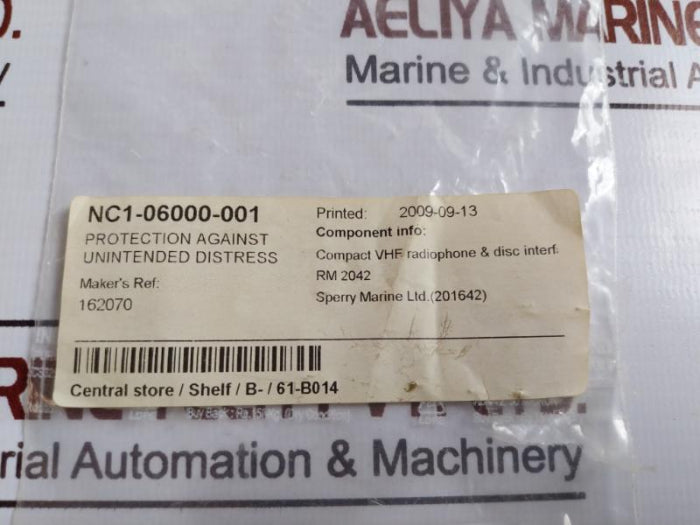 D.
AELIYA MARINE
Marine & Industrial A
y
NC1-06000-001
PROTECTION AGAINST
UNINTENDED DISTRESS
Maker's Ref:
162070
Printed: 2009-09-13
Component info:
Compact VHF radiophone & disc interf.
RM 2042
Sperry Marine Ltd.(201642)
Central store / Shelf / B- / 61-B014
rial Automation & Machinery